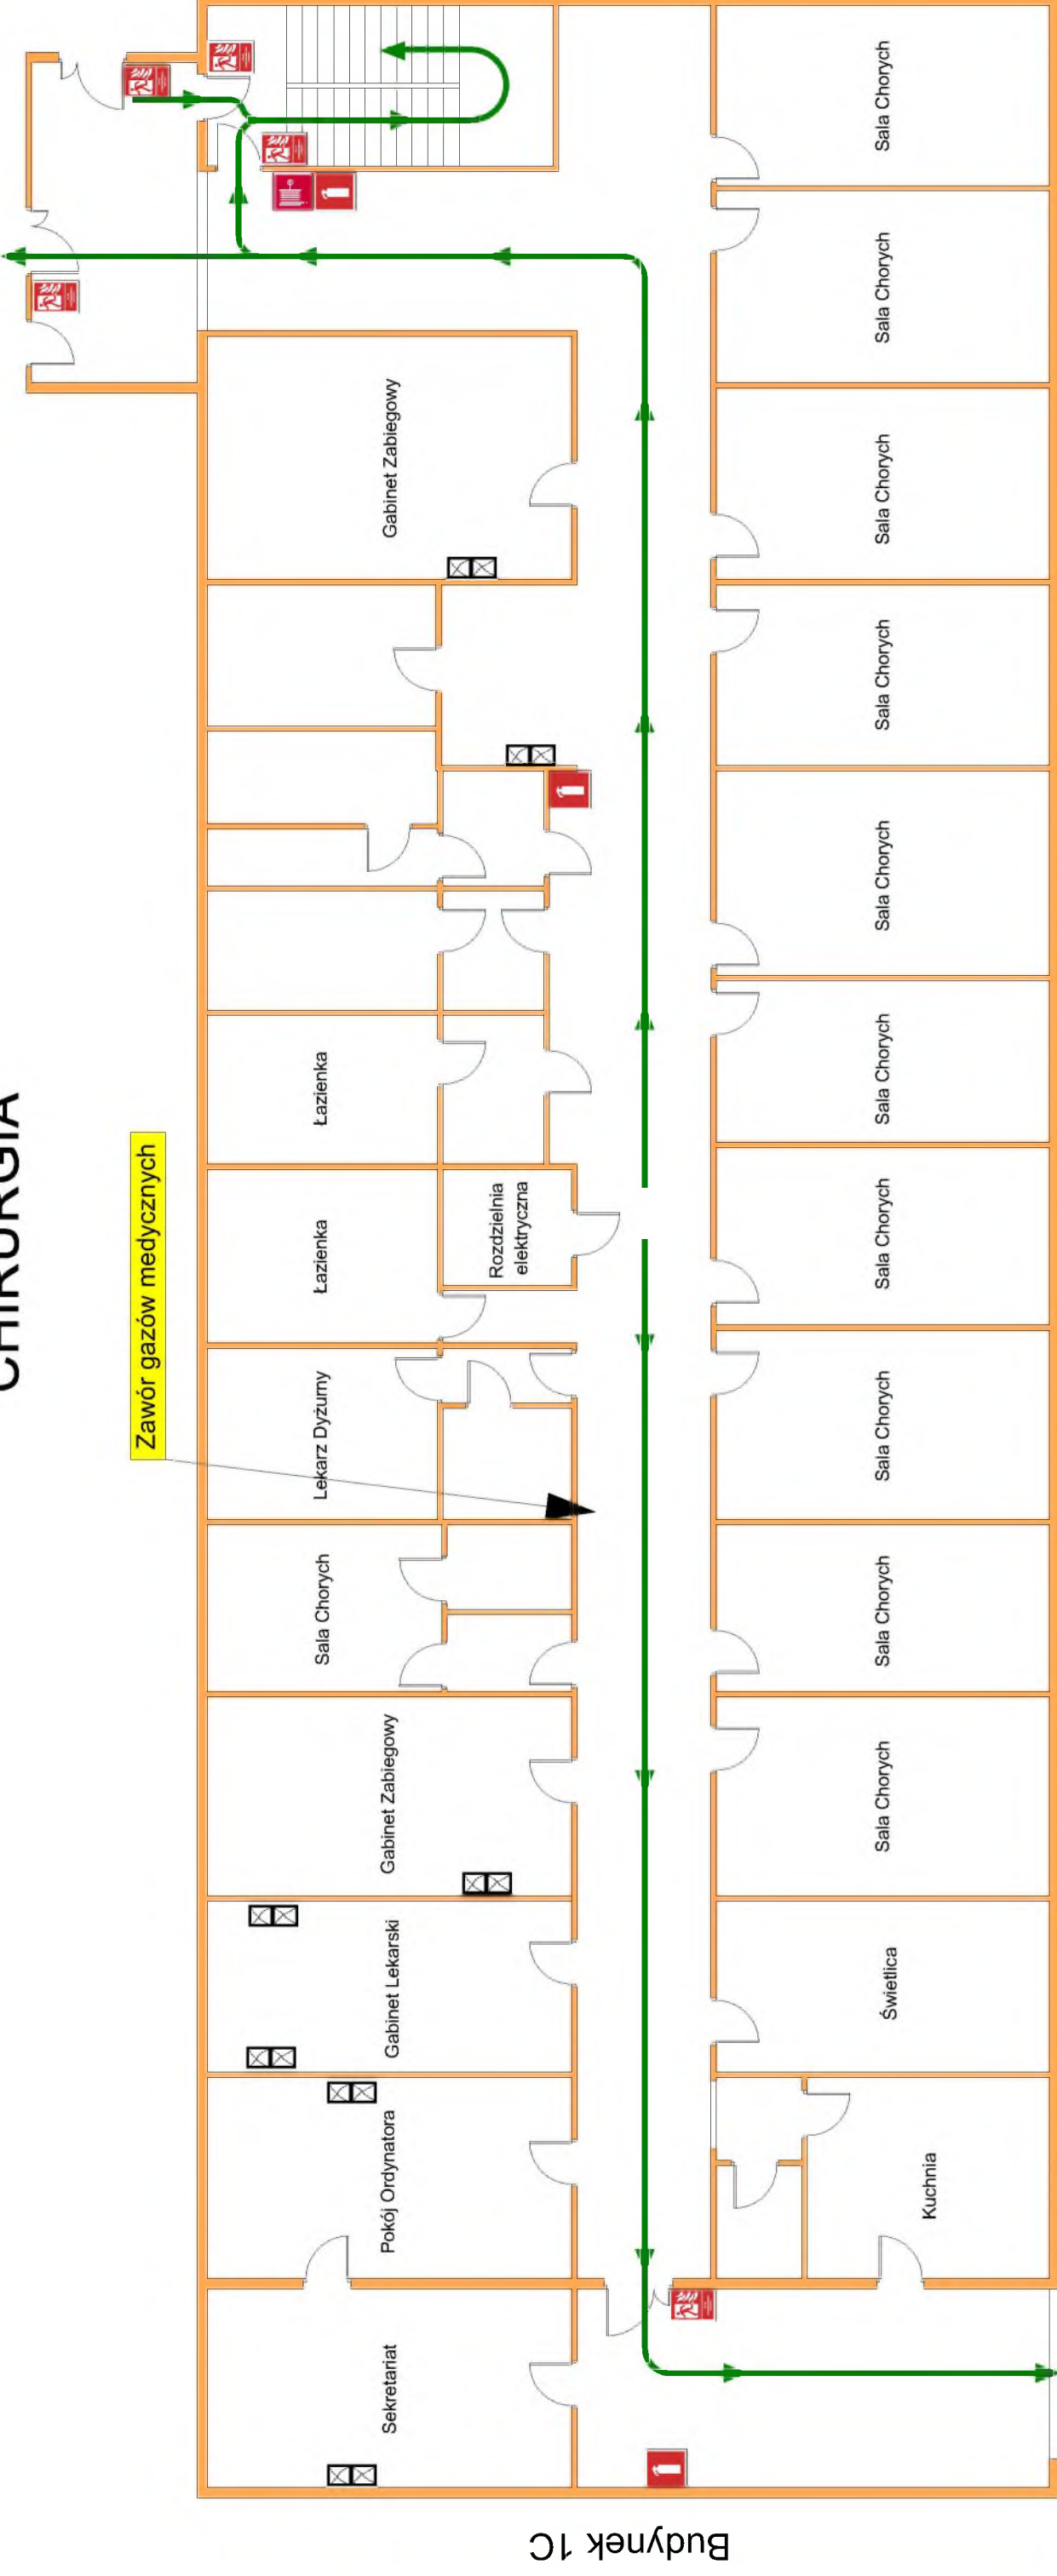 CHIRURGIA
Zawór gazów medycznych
Sekretariat
Pokój Ordynatora
Gabinet Lekarski
Gabinet Zabiegowy
Sala Chorych
Lekarz Dyżurny
Łazienka
Łazienka
Gabinet Zabiegowy
Rozdzielnia
elektryczna
Kuchnia
Świetlica
Sala Chorych
Sala Chorych
Sala Chorych
Sala Chorych
Sala Chorych
Sala Chorych
Sala Chorych
Sala Chorych
Sala Chorych
Sala Chorych
Budynek 1C